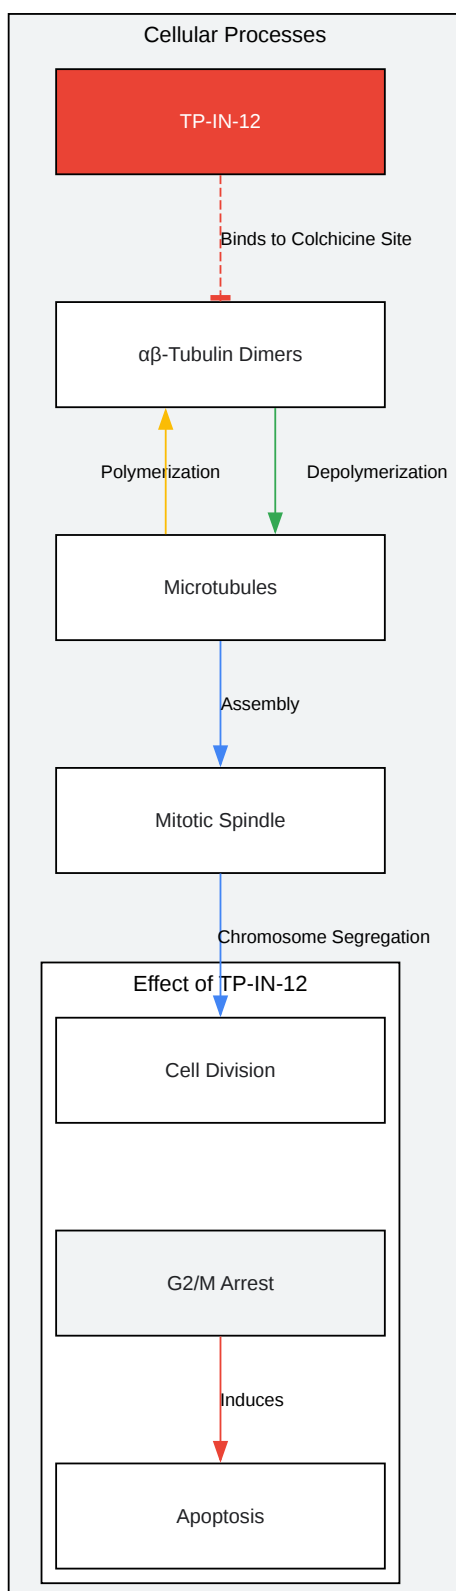 Cellular Processes
TP-IN-12
Binds to Colchicine Site
αβ-Tubulin Dimers
Polymerization
Depolymerization
Microtubules
Assembly
Mitotic Spindle
Chromosome Segregation
Effect of TP-IN-12
Cell Division
G2/M Arrest
Induces
Apoptosis